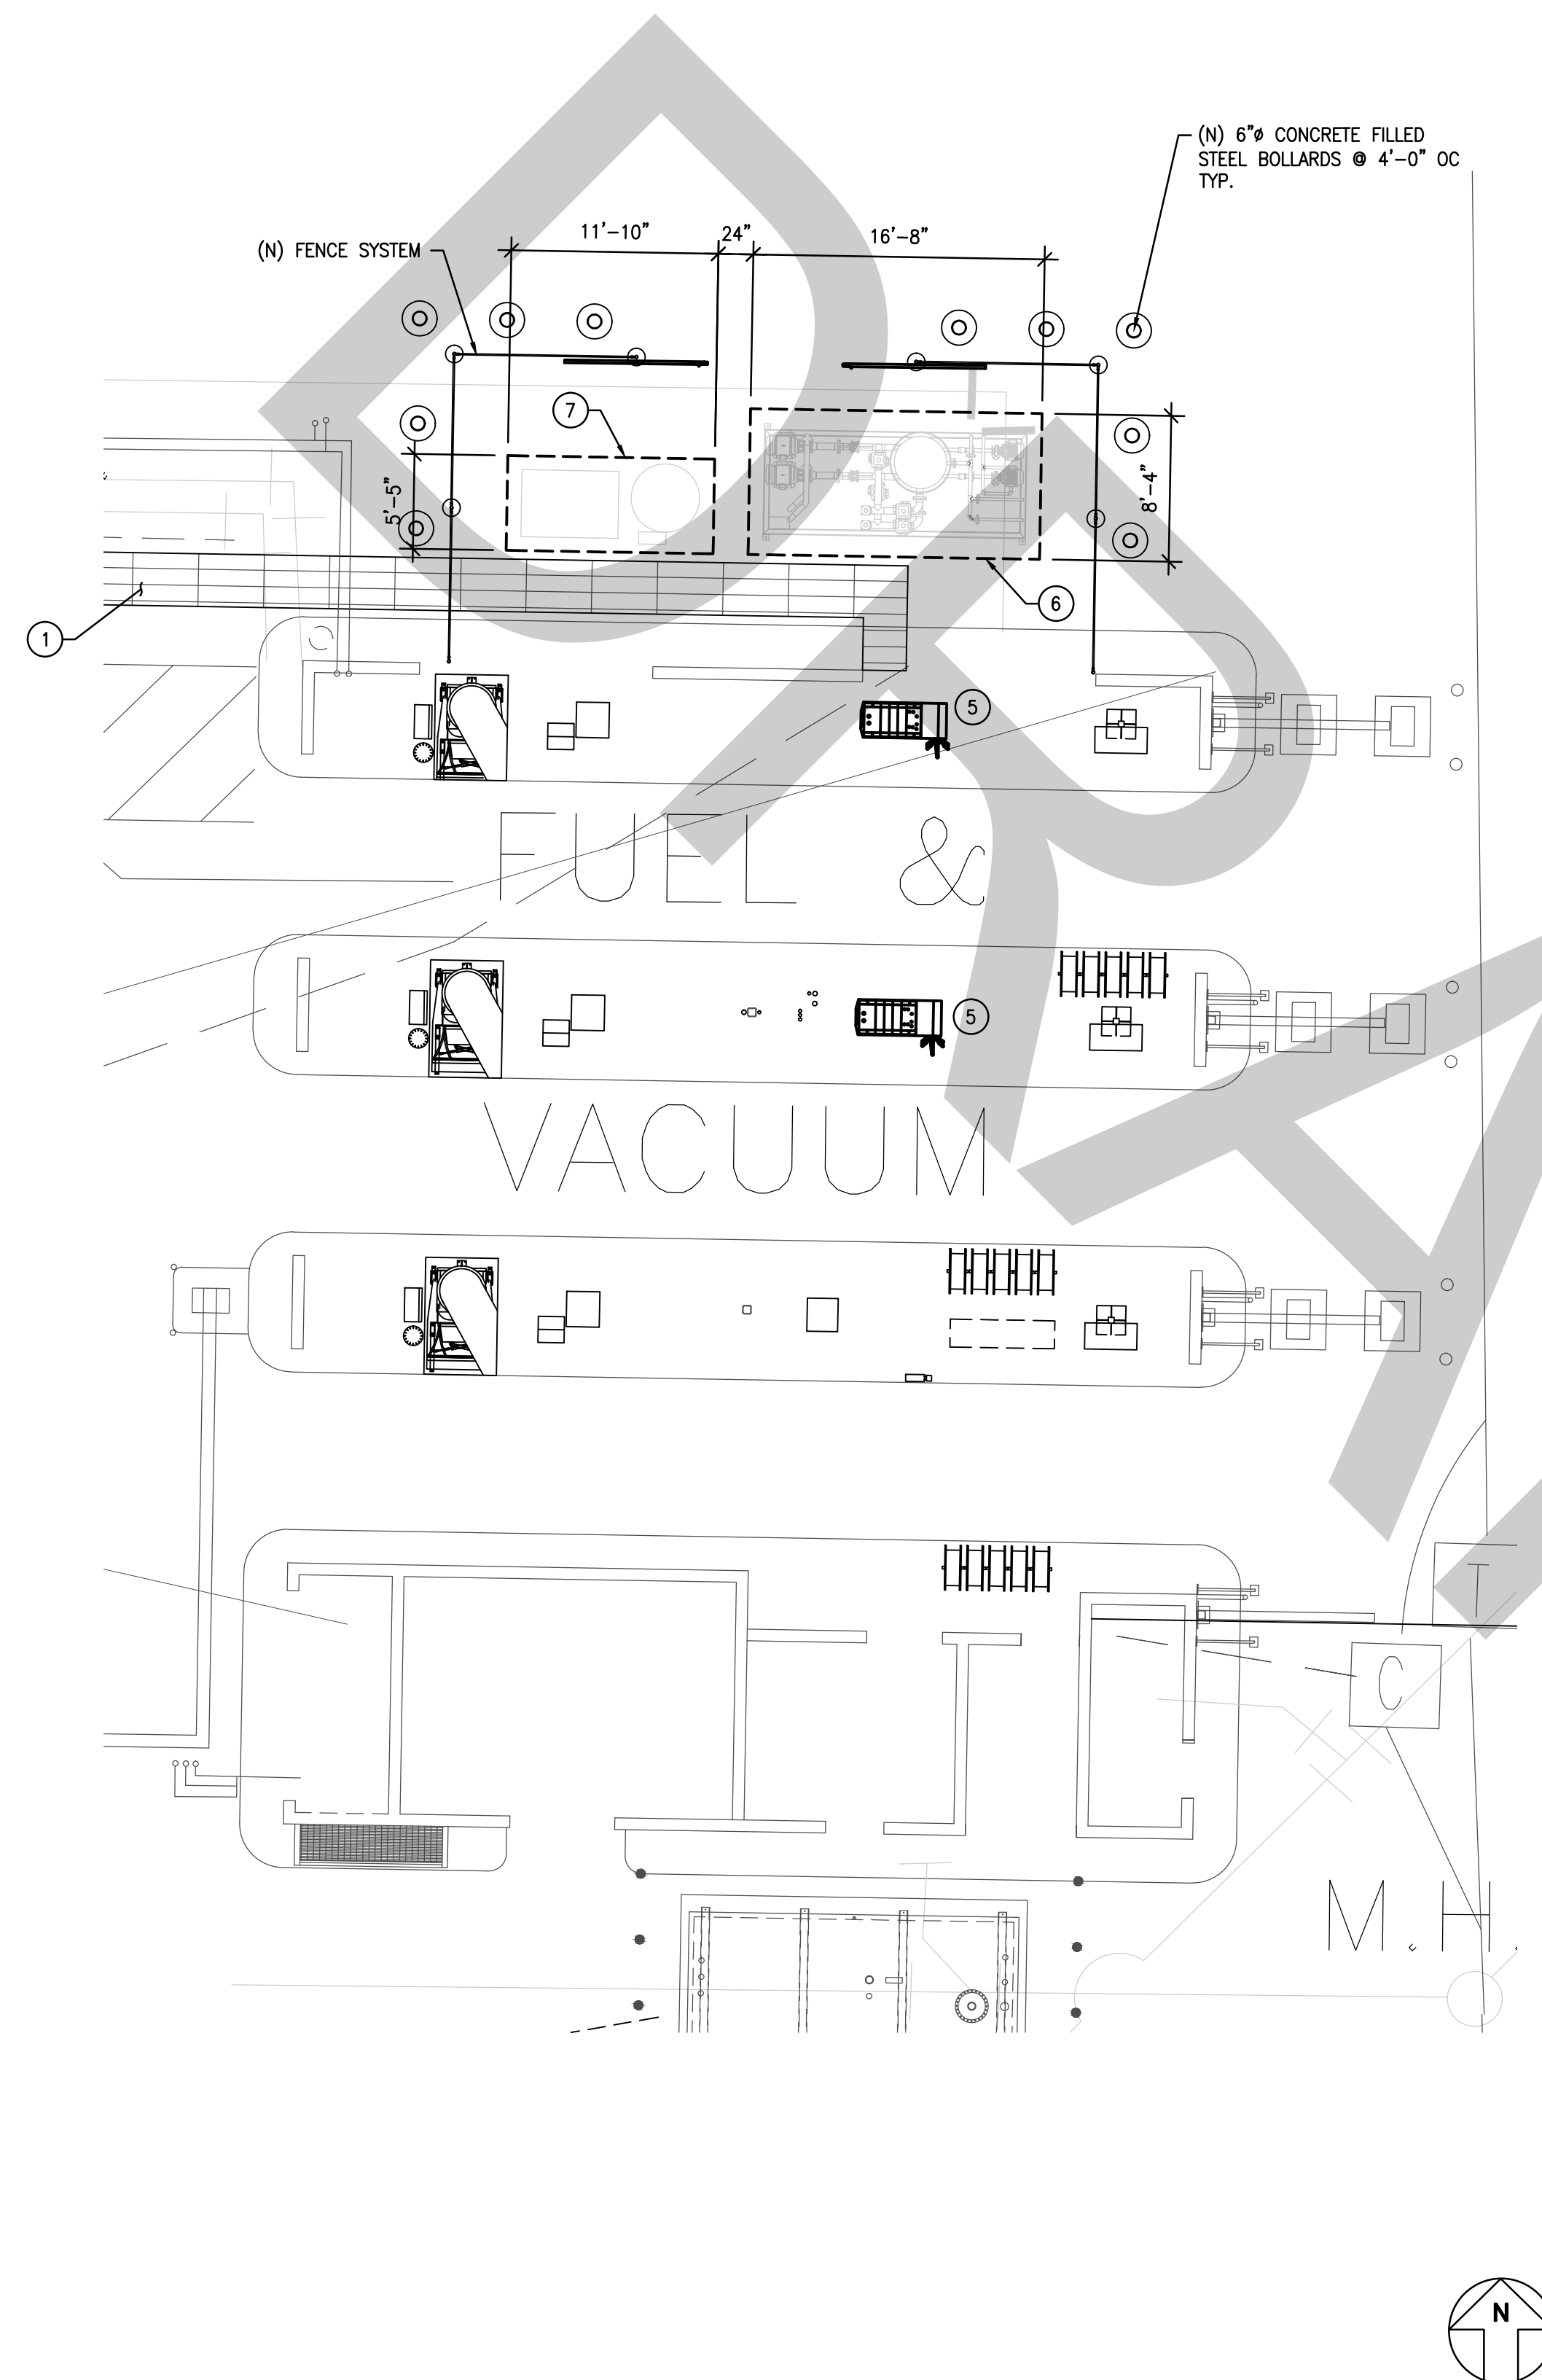 (N) 6"ø CONCRETE FILLED
STEEL BOLLARDS @ 4'-0" OC
TYP.
11'-10"
24"
16'-8"
(N) FENCE SYSTEM
7
5'-5"
8'-4"
6
1
5
FUEL &
5
VACUUM
T
C
M.H.
N